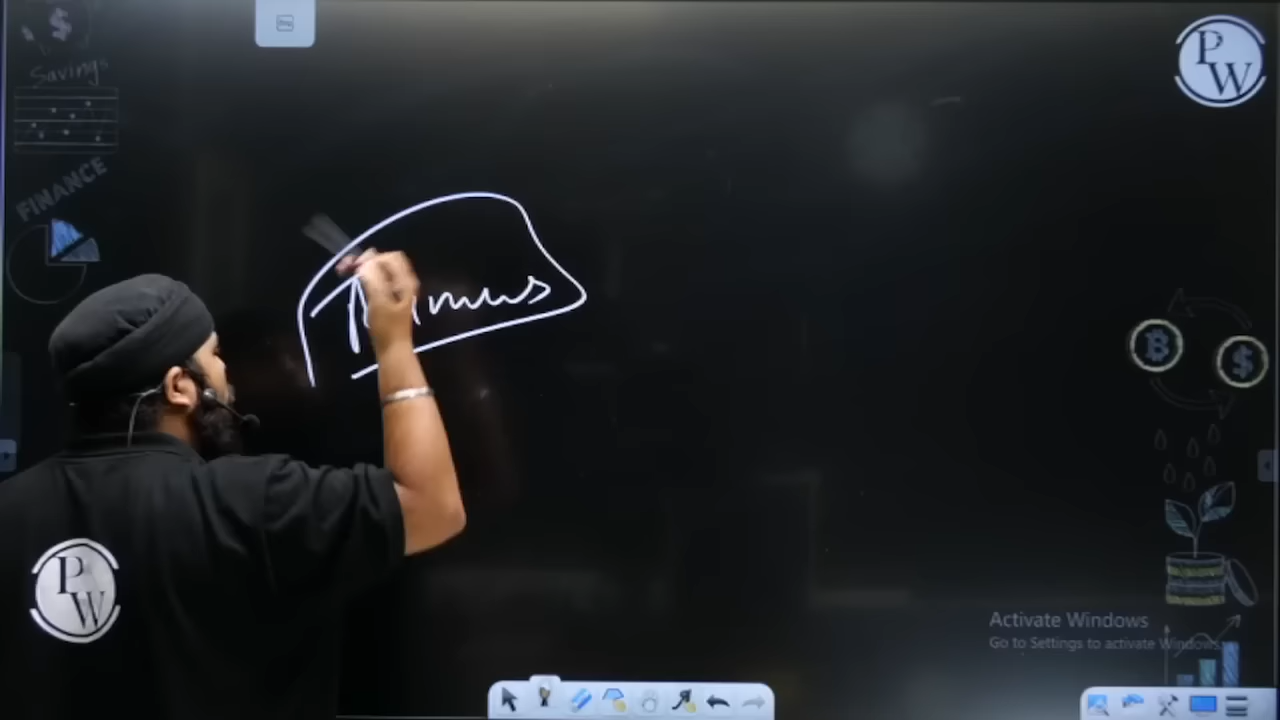 Savings
FINANCE
P
W
P
W
Activate Windows
Go to Settings to activate Windows.